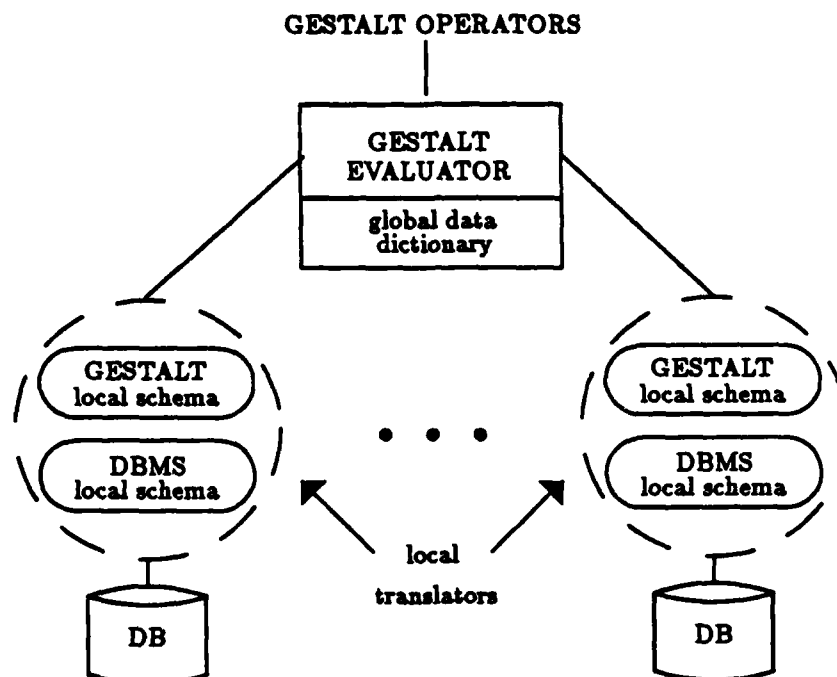 GESTALT OPERATORS
GESTALT
EVALUATOR
global data
dictionary
GESTALT
local schema
DBMS
local schema
DB
GESTALT
local schema
DBMS
local schema
DB
local
translators